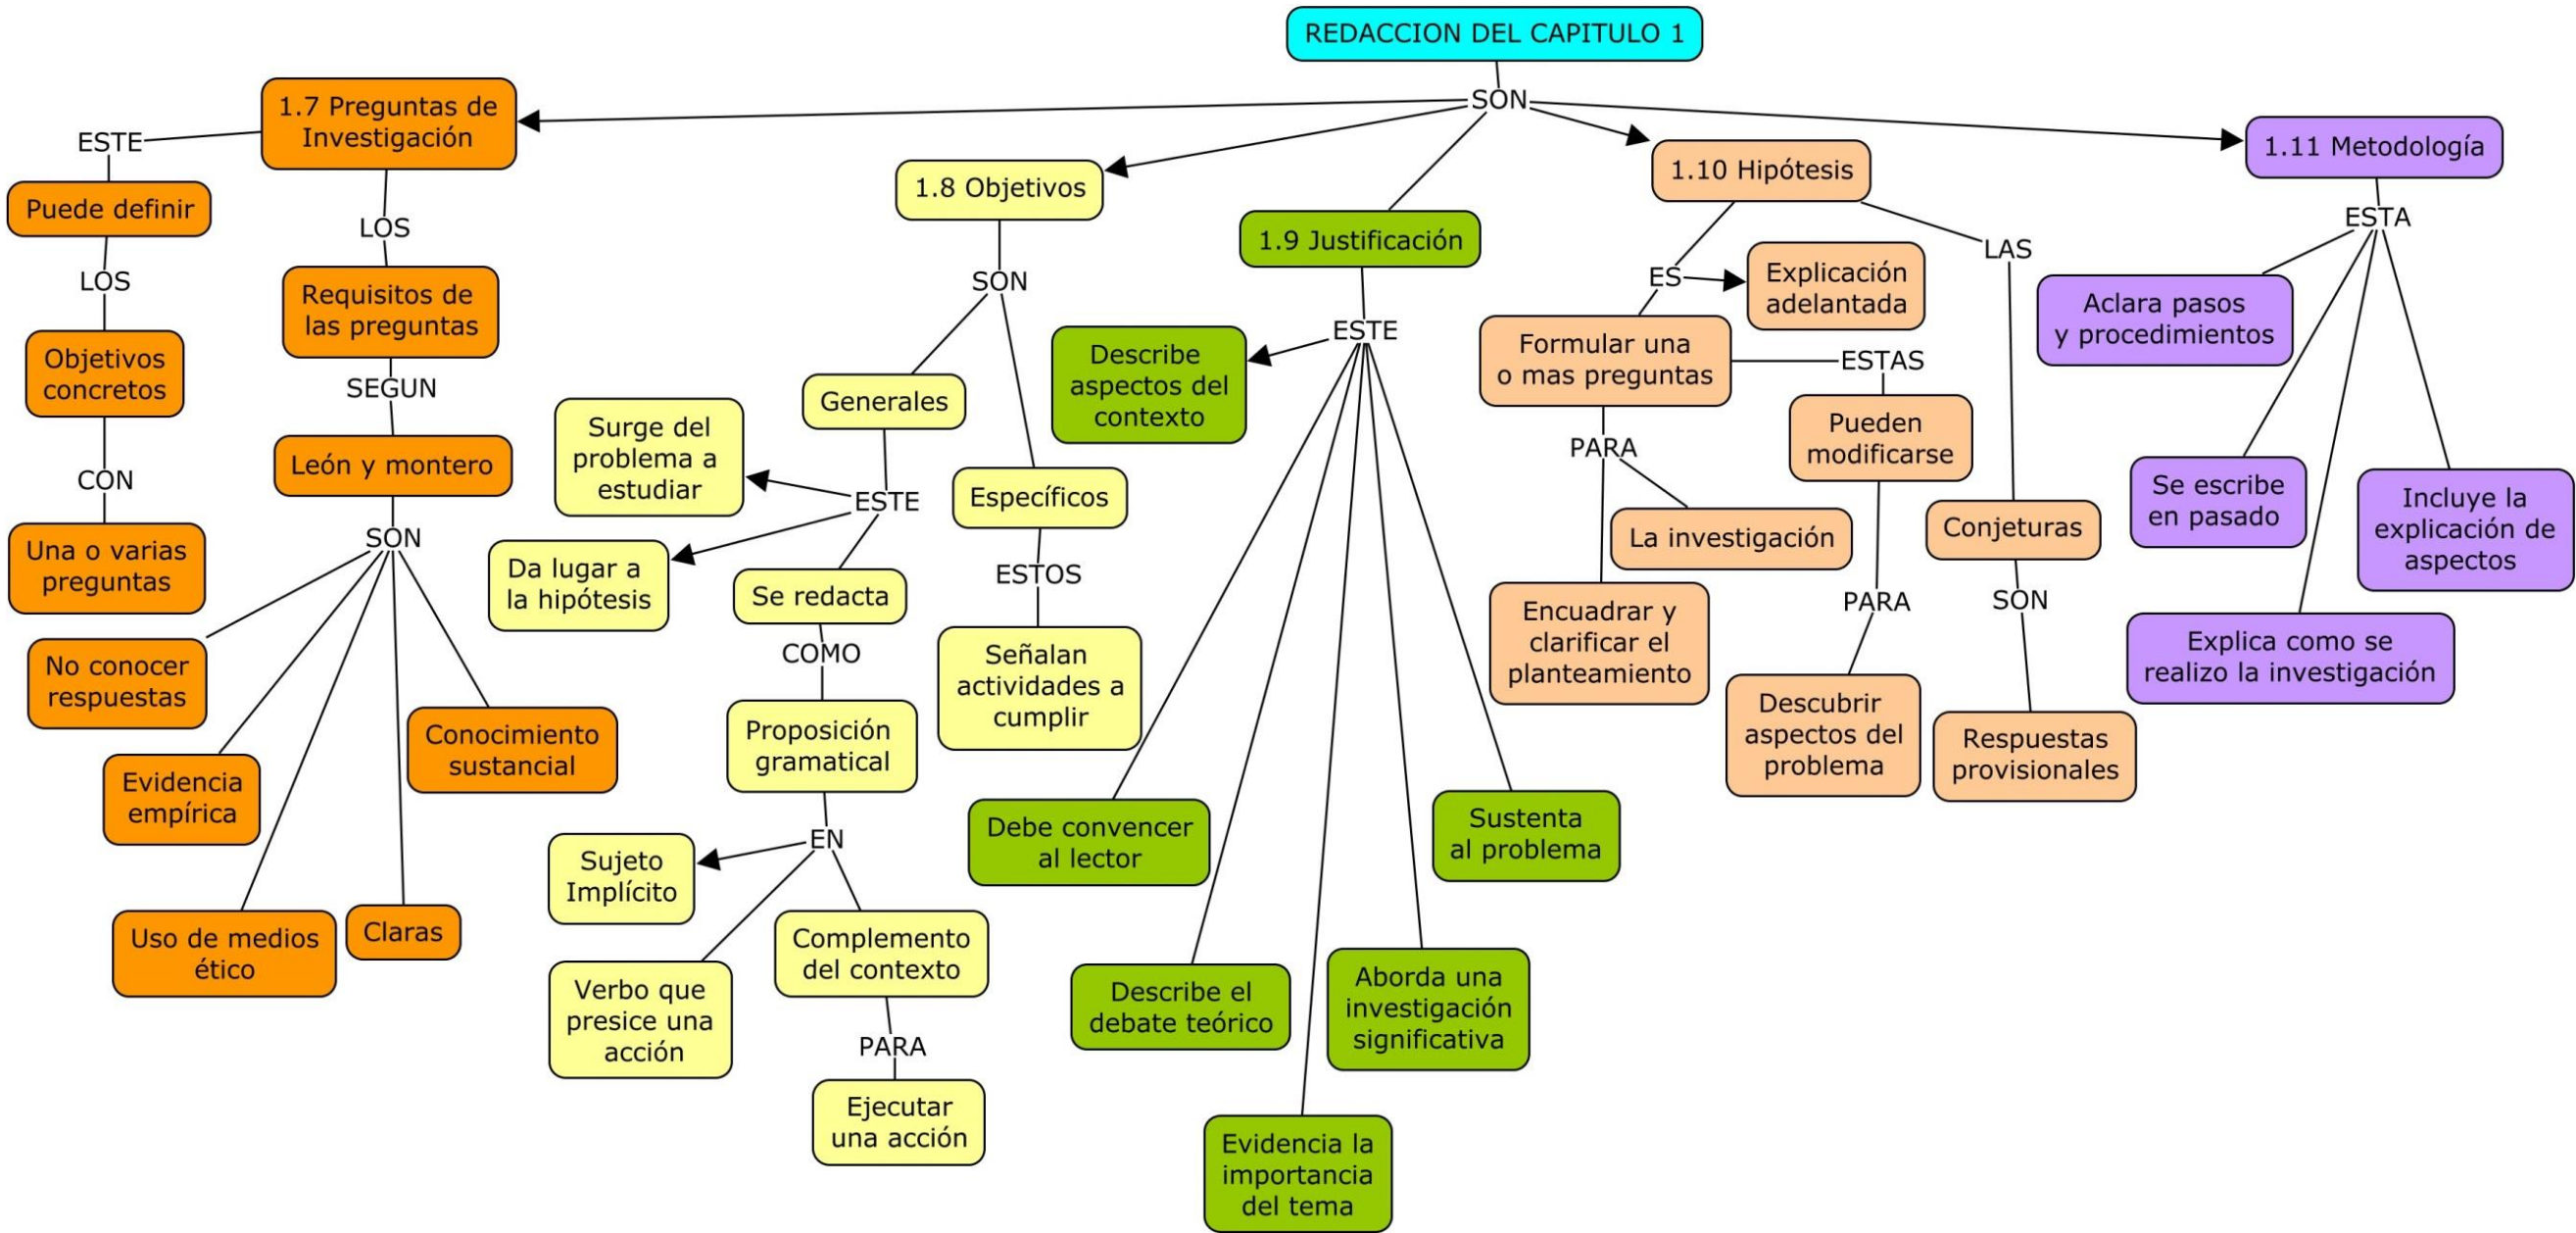 REDACCION DEL CAPITULO 1
SON
1.7 Preguntas de
Investigación
ESTE
Puede definir
LOS
Objetivos
concretos
CON
Una o varias
preguntas
LOS
Requisitos de
las preguntas
SEGUN
León y montero
SON
No conocer
respuestas
Evidencia
empírica
Uso de medios
ético
Claras
Conocimiento
sustancial
1.8 Objetivos
SON
Generales
ESTE
Surge del
problema a
estudiar
Da lugar a
la hipótesis
Se redacta
COMO
Proposición
gramatical
EN
Sujeto
Implícito
Verbo que
presice una
acción
Complemento
del contexto
PARA
Ejecutar
una acción
Específicos
ESTOS
Señalan
actividades a
cumplir
1.9 Justificación
ESTE
Describe
aspectos del
contexto
Debe convencer
al lector
Describe el
debate teórico
Evidencia la
importancia
del tema
Aborda una
investigación
significativa
Sustenta
al problema
1.10 Hipótesis
ES
Explicación
adelantada
Formular una
o mas preguntas
PARA
La investigación
Encuadrar y
clarificar el
planteamiento
ESTAS
Pueden
modificarse
PARA
Descubrir
aspectos del
problema
LAS
Conjeturas
SON
Respuestas
provisionales
1.11 Metodología
ESTA
Aclara pasos
y procedimientos
Se escribe
en pasado
Explica como se
realizo la investigación
Incluye la
explicación de
aspectos